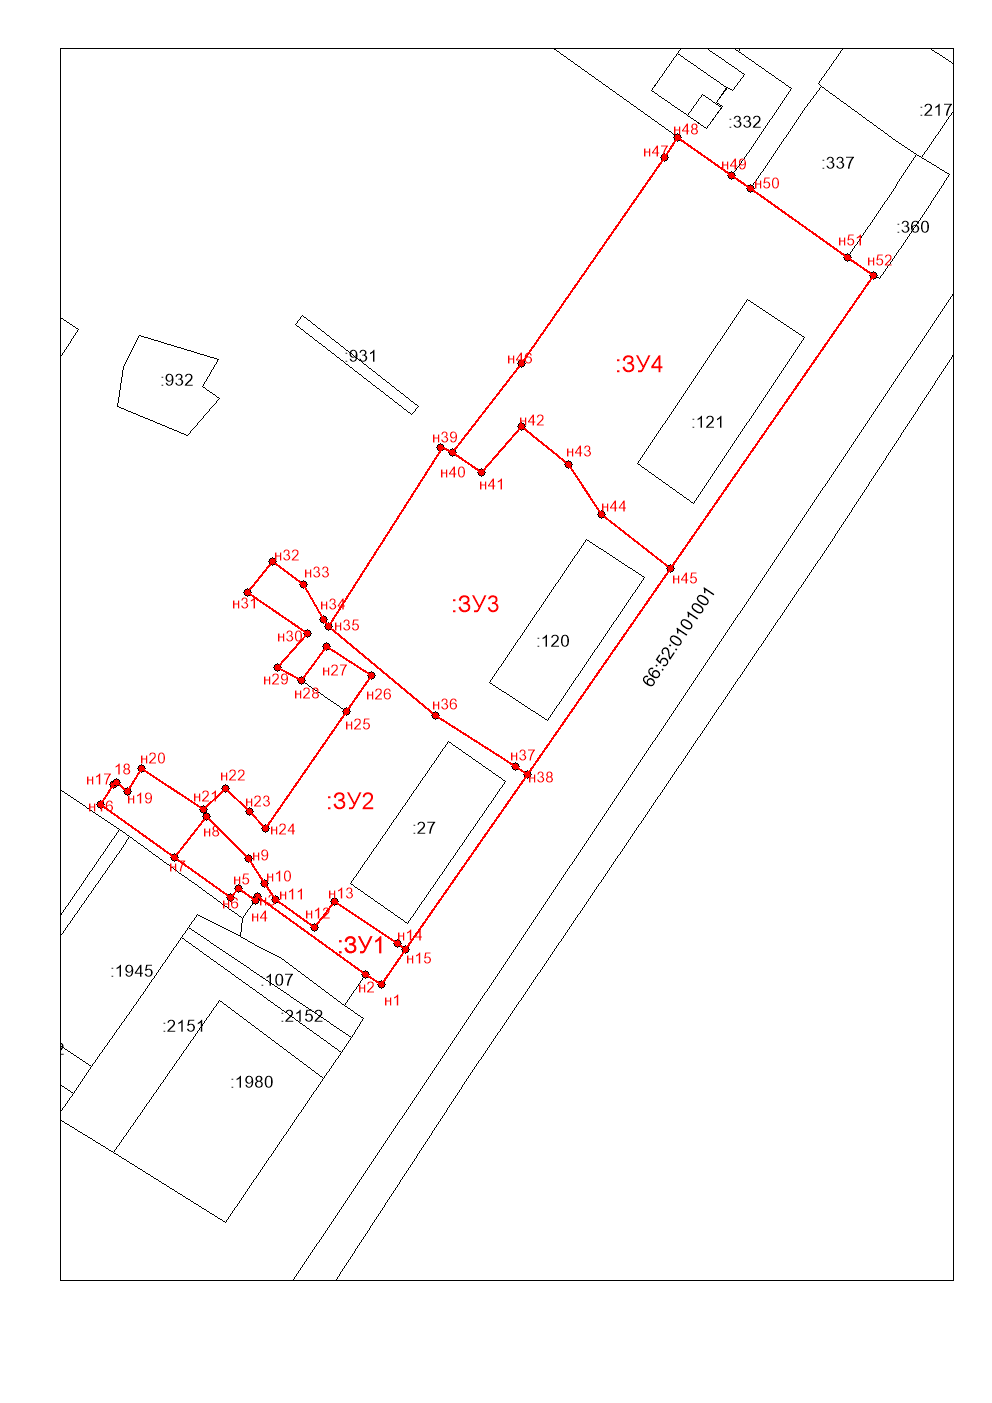 :217
:332
н48
н47
:337
н49
н50
:360
н51
н52
:931
н46
:ЗУ4
:932
:121
н42
н39
н43
н40
н41
н44
н32
н33
н45
н31
:ЗУ3
н34
н35
н30
:120
66:52:0101001
н27
н29
н26
н28
н25
н36
н37
н20
н38
н17
18
н22
н19
:ЗУ2
н16
н21
н23
н8
н24
:27
н7
н9
н5
н10
н6
н11
н13
н4
н12
н14
:ЗУ1
н15
:1945
н2
:107
н1
:2152
:2151
:1980